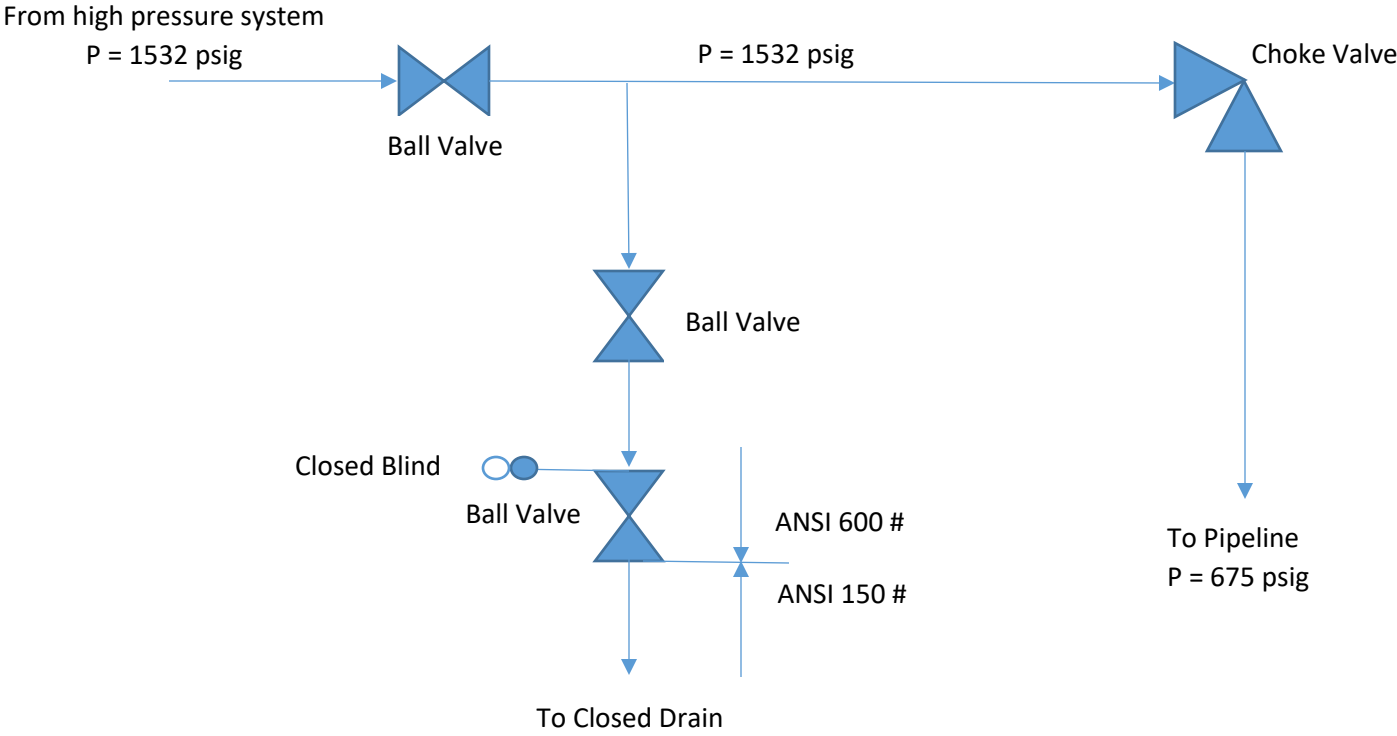 From high pressure system
P = 1532 psig
P = 1532 psig
Choke Valve
Ball Valve
Ball Valve
Closed Blind
Ball Valve
ANSI 600 #
ANSI 150 #
To Pipeline
P = 675 psig
To Closed Drain